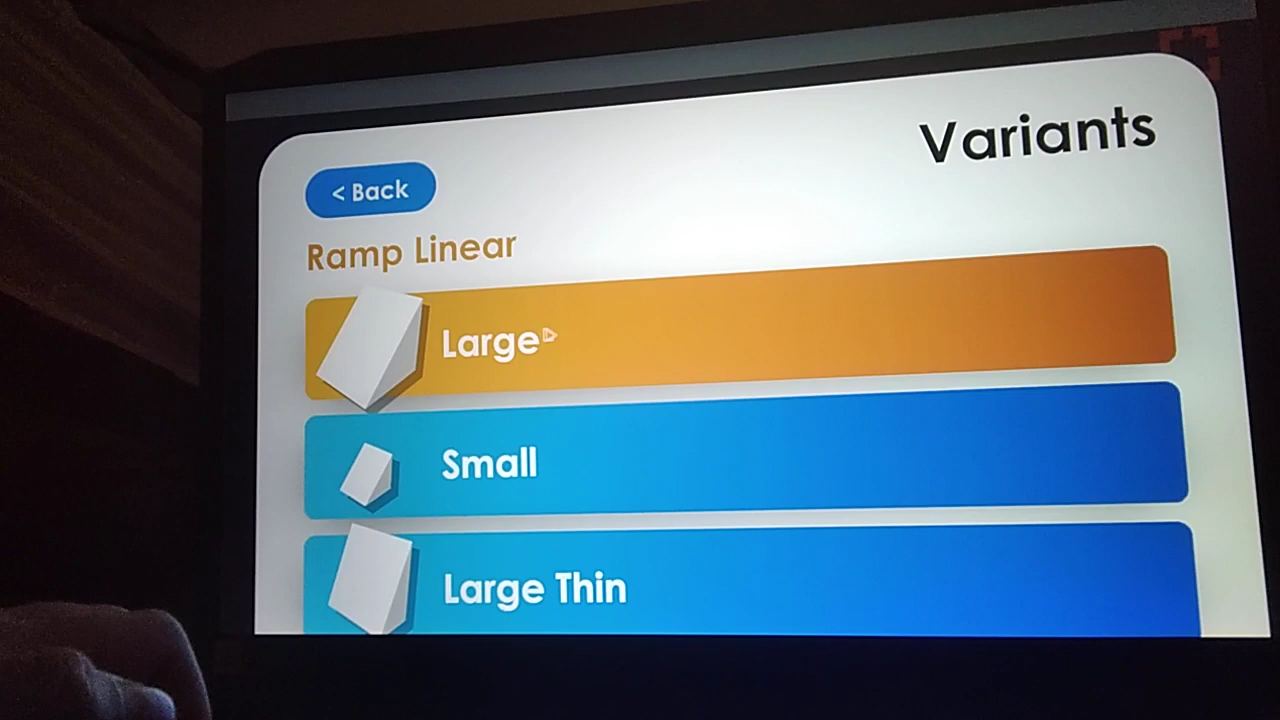 Variants
< Back
Ramp Linear
Large
Small
Large Thin